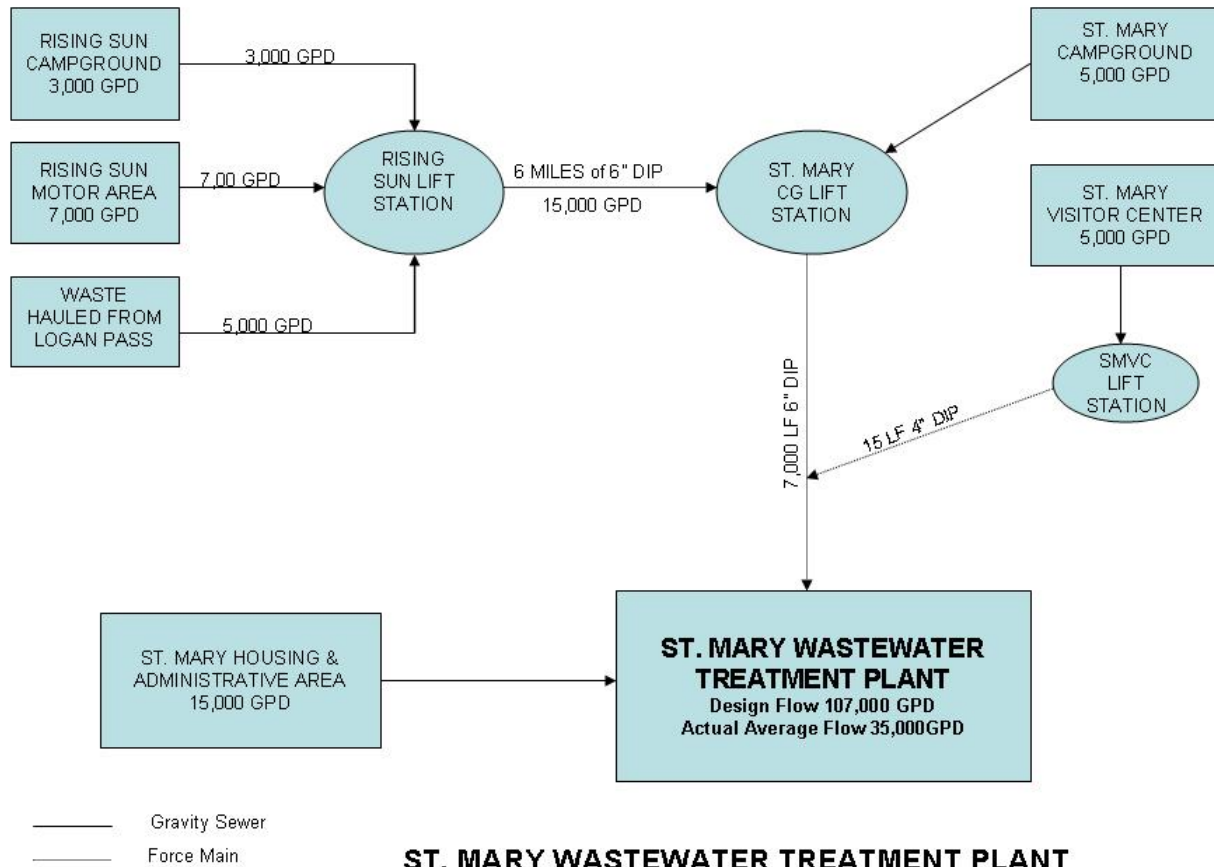 RISING SUN
CAMPGROUND
3,000 GPD
3,000 GPD
ST. MARY
CAMPGROUND
5,000 GPD
RISING SUN
MOTOR AREA
7,000 GPD
7,00 GPD
RISING
SUN LIFT
STATION
6 MILES of 6" DIP
15,000 GPD
ST. MARY
CG LIFT
STATION
ST. MARY
VISITOR CENTER
5,000 GPD
WASTE
HAULED FROM
LOGAN PASS
5,000 GPD
SMVC
LIFT
STATION
7,000 LF 6" DIP
15 LF 4" DIP
ST. MARY HOUSING &
ADMINISTRATIVE AREA
15,000 GPD
ST. MARY WASTEWATER
TREATMENT PLANT
Design Flow 107,000 GPD
Actual Average Flow 35,000GPD
Gravity Sewer
Force Main
ST. MARY WASTEWATER TREATMENT PLANT